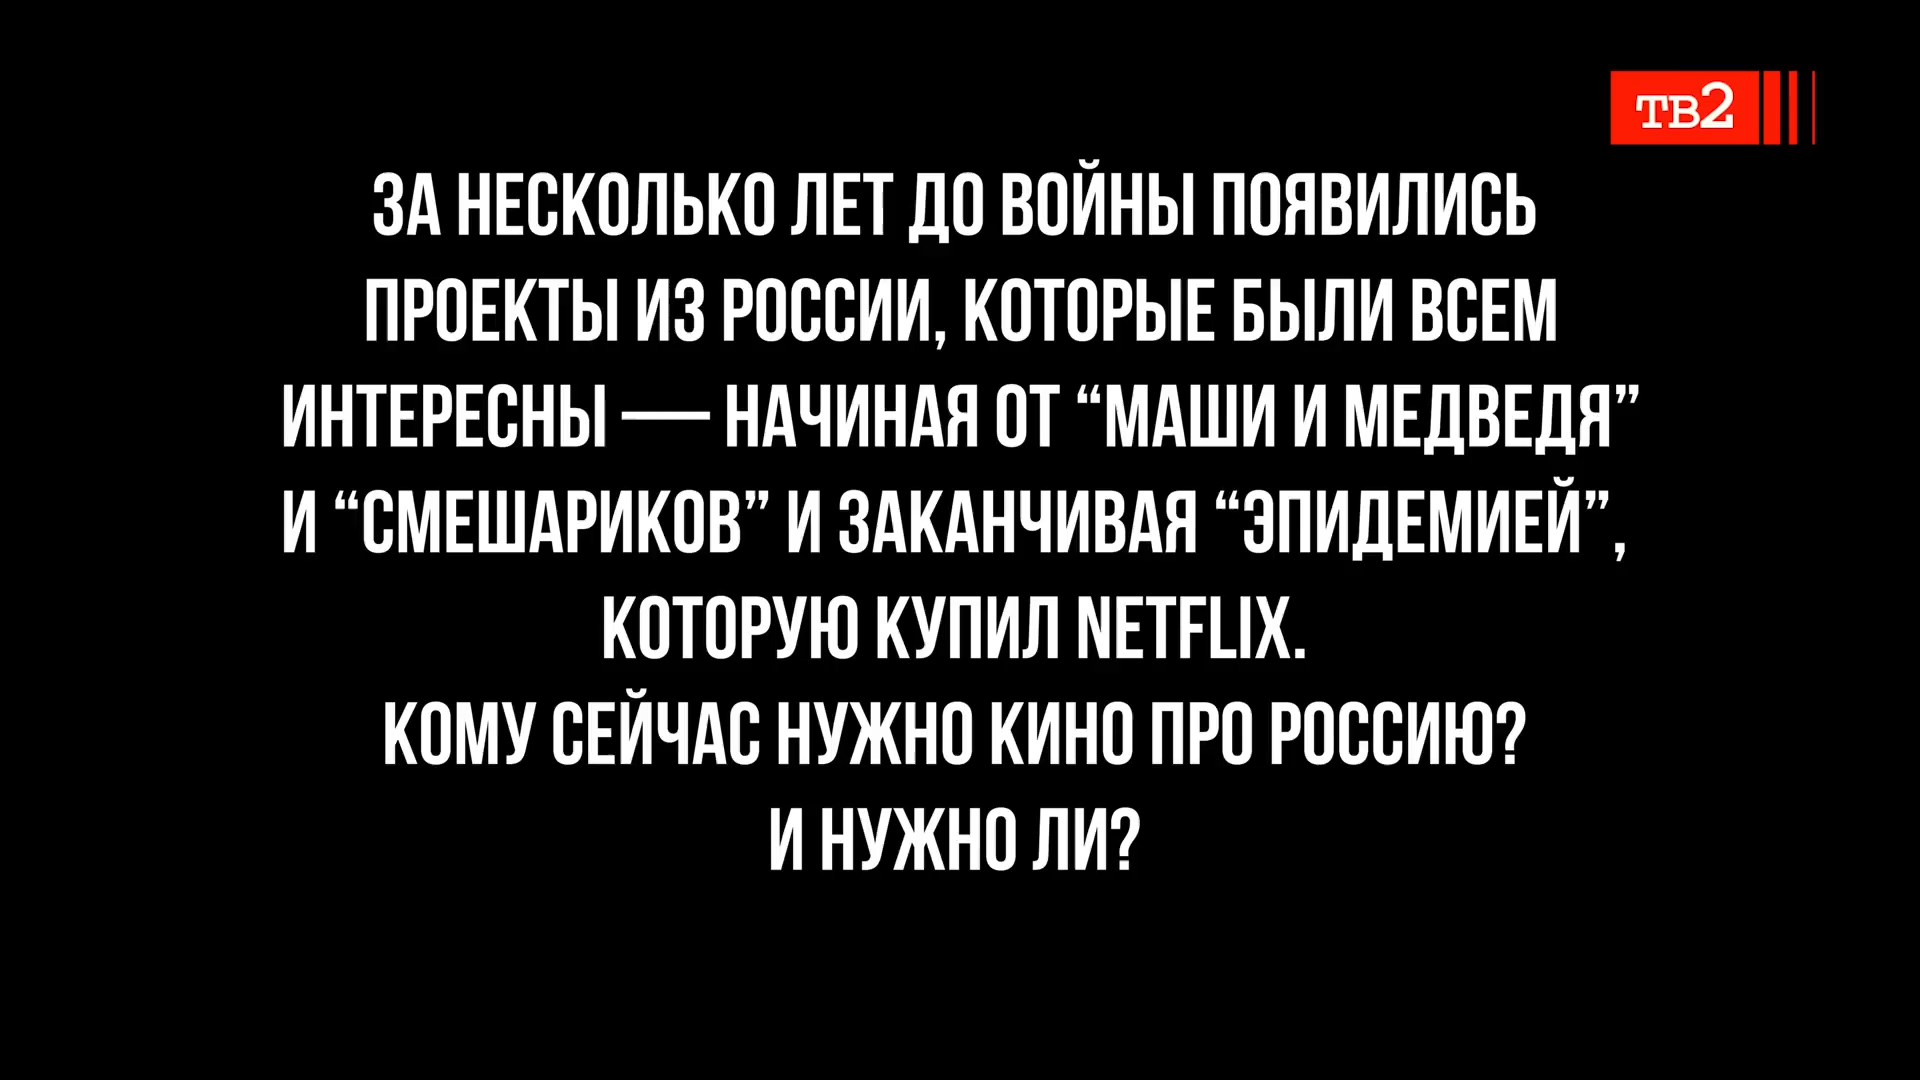 ТВ2
ЗА НЕСКОЛЬКО ЛЕТ ДО ВОЙНЫ ПОЯВИЛИСЬ
ПРОЕКТЫ ИЗ РОССИИ, КОТОРЫЕ БЫЛИ ВСЕМ
ИНТЕРЕСНЫ — НАЧИНАЯ ОТ “МАШИ И МЕДВЕДЯ”
И “СМЕШАРИКОВ” И ЗАКАНЧИВАЯ “ЭПИДЕМИЕЙ”,
КОТОРУЮ КУПИЛ NETFLIX.
КОМУ СЕЙЧАС НУЖНО КИНО ПРО РОССИЮ?
И НУЖНО ЛИ?